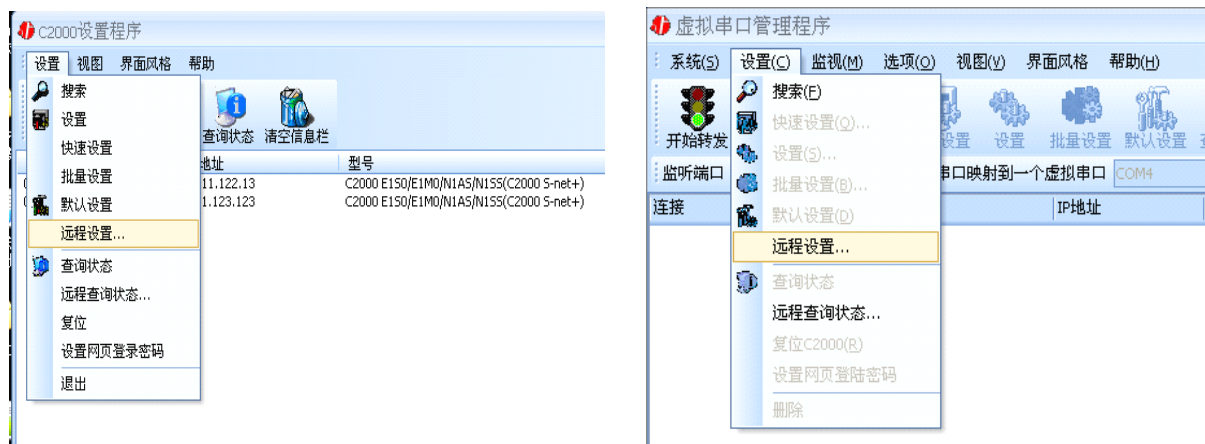 C2000设置程序
设置 视图 界面风格 帮助
搜索
设置
快速设置
批量设置
默认设置
远程设置...
查询状态
远程查询状态...
复位
设置网页登录密码
退出
查询状态 清空信息栏
地址 型号
11.122.13 C2000 E1S0/E1M0/N1A5/N1S5(C2000 S-net+)
1.123.123 C2000 E1S0/E1M0/N1A5/N1S5(C2000 S-net+)
虚拟串口管理程序
系统(S) 设置(C) 监视(M) 选项(O) 视图(V) 界面风格 帮助(H)
搜索(F)
快速设置(Q)...
设置(S)...
批量设置(B)...
默认设置(D)
远程设置...
查询状态
远程查询状态...
复位C2000(R)
设置网页登陆密码
删除
开始转发 设置 设置 批量设置 默认设置
监听端口 串口映射到一个虚拟串口 COM4
连接 IP地址